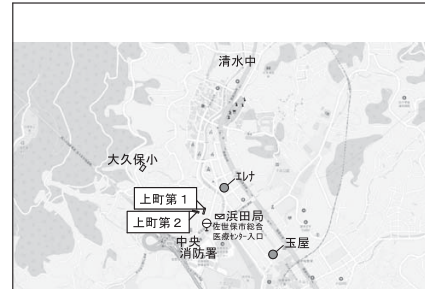 清水中
大久保小
エレナ
上町第１
上町第２
浜田局
佐世保市総合
医療センター入口
中央
消防署
玉屋